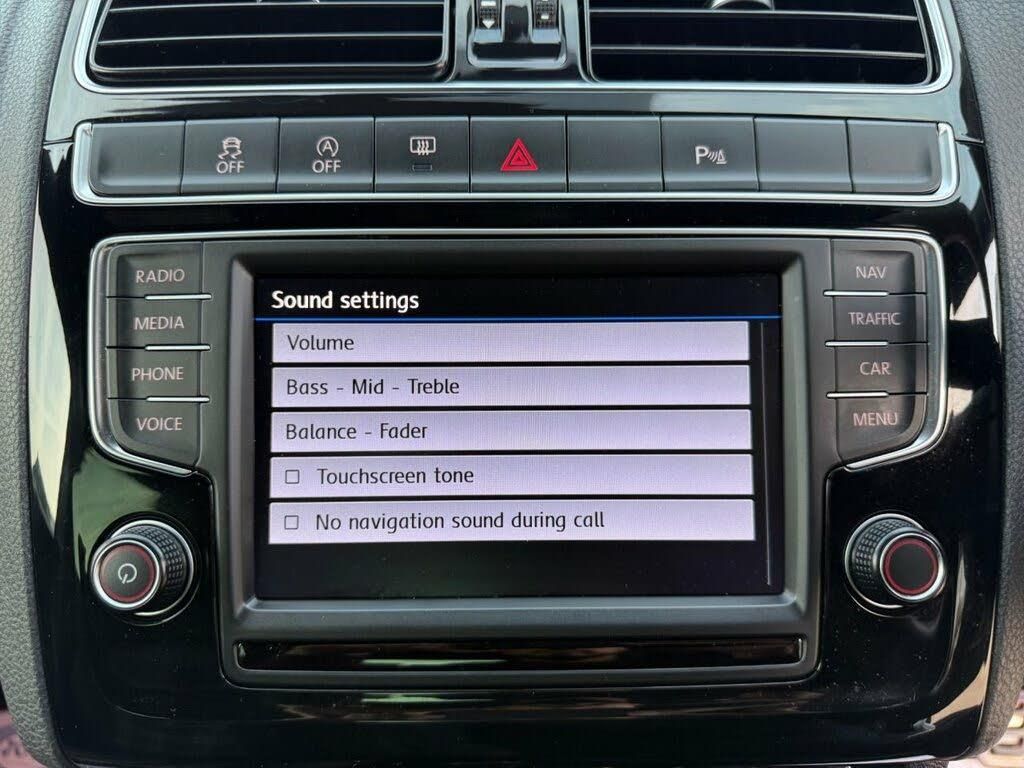 OFF
A
OFF
P
RADIO
MEDIA
PHONE
VOICE
Sound settings
Volume
Bass - Mid - Treble
Balance - Fader
Touchscreen tone
No navigation sound during call
NAV
TRAFFIC
CAR
MENU